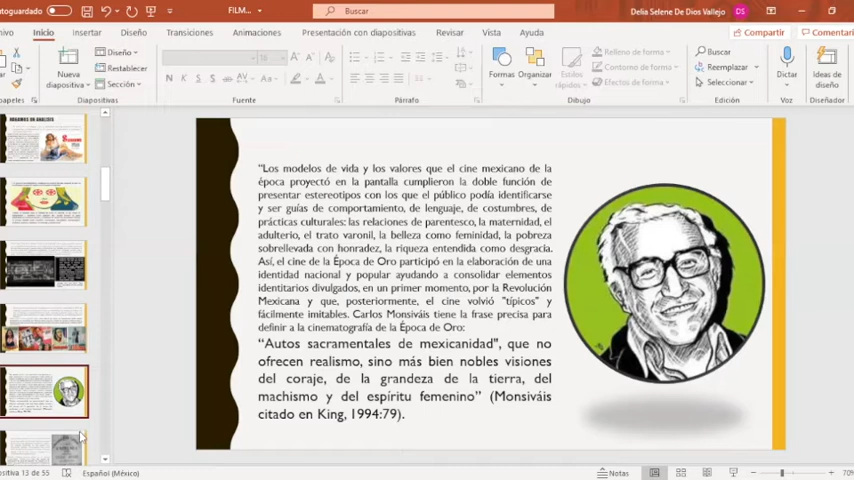 toguardado
FILM...
Buscar
Delia Selene De Dios Vallejo
DS
Inicio
Insertar
Diseño
Transiciones
Animaciones
Presentación con diapositivas
Revisar
Vista
Ayuda
Compartir
Comentari
Nueva
diapositiva
Diseño
Restablecer
Sección
Formas
Organizar
Estilos
rápidos
Relleno de forma
Contorno de forma
Efectos de forma
Buscar
Reemplazar
Seleccionar
Dictar
Ideas de
diseño
apeles
Diapositivas
Fuente
Párrafo
Dibujo
Edición
Voz
Diseñador
HAGAMOS UN ANÁLISIS
“Los modelos de vida y los valores que el cine mexicano de la
época proyectó en la pantalla cumplieron la doble función de
presentar estereotipos con los que el público podía identificarse
y ser guías de comportamiento, de lenguaje, de costumbres, de
prácticas culturales: las relaciones de parentesco, la maternidad, el
adulterio, el trato varonil, la belleza como feminidad, la pobreza
sobrellevada con honradez, la riqueza entendida como desgracia.
Así, el cine de la Época de Oro participó en la elaboración de una
identidad nacional y popular ayudando a consolidar elementos
identitarios divulgados, en un primer momento, por la Revolución
Mexicana y que, posteriormente, el cine volvió “típicos” y
fácilmente imitables. Carlos Monsiváis tiene la frase precisa para
definir a la cinematografía de la Época de Oro:
“Autos sacramentales de mexicanidad", que no
ofrecen realismo, sino más bien nobles visiones
del coraje, de la grandeza de la tierra, del
machismo y del espíritu femenino” (Monsiváis
citado en King, 1994:79).
positiva 13 de 55
Español (México)
Notas
70%